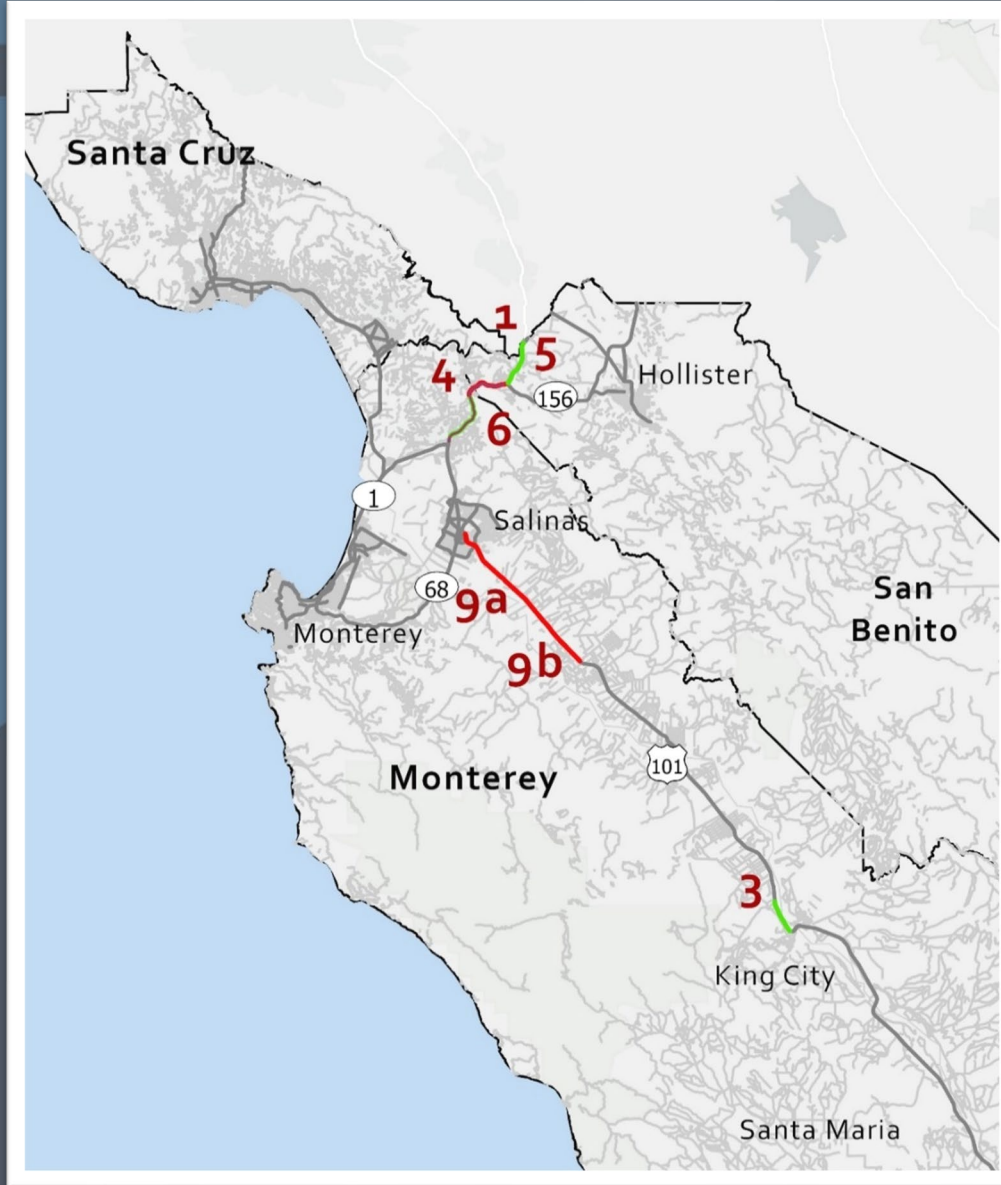 Santa Cruz
1
5
4
Hollister
156
6
1
Salinas
68
9a
San
Benito
Monterey
9b
101
Monterey
3
King City
Santa Maria